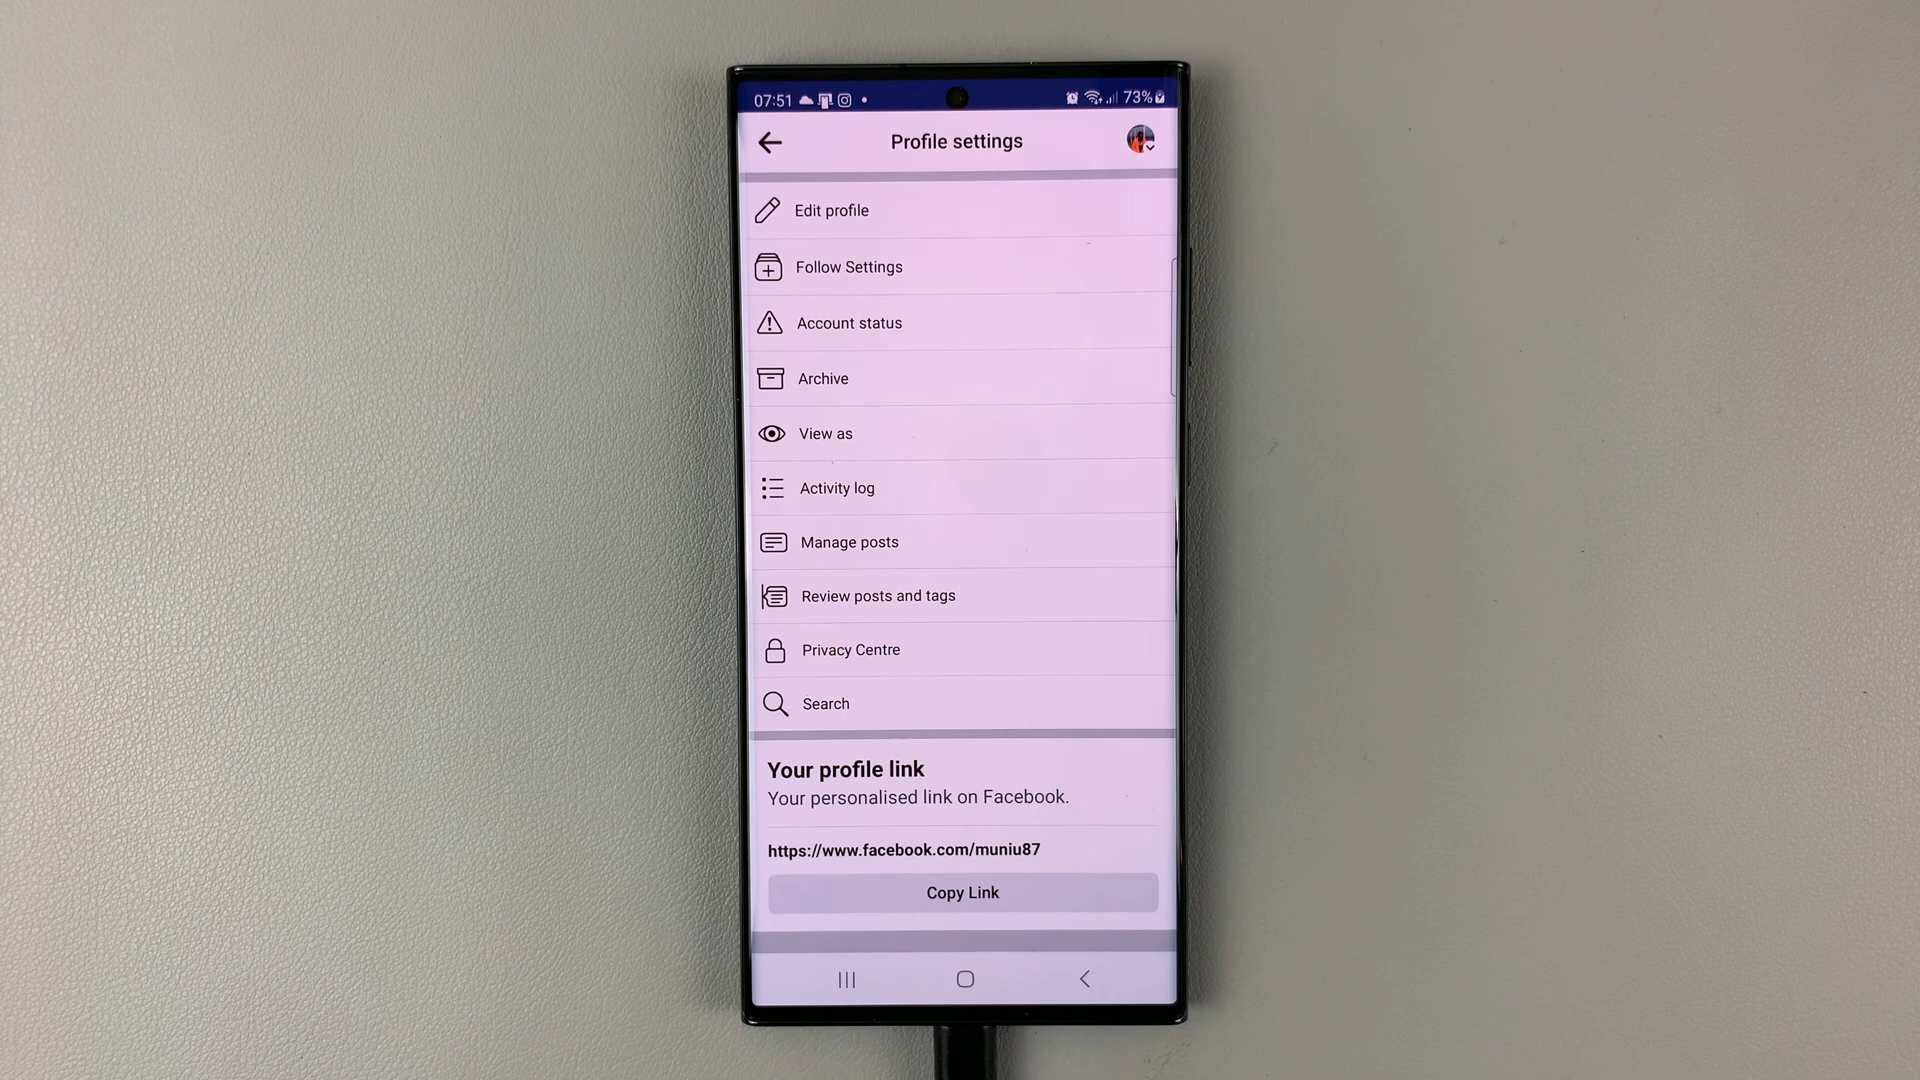 07:51 73%
Profile settings
Edit profile
Follow Settings
Account status
Archive
View as
Activity log
Manage posts
Review posts and tags
Privacy Centre
Search
Your profile link
Your personalised link on Facebook.
https://www.facebook.com/muniu87
Copy Link